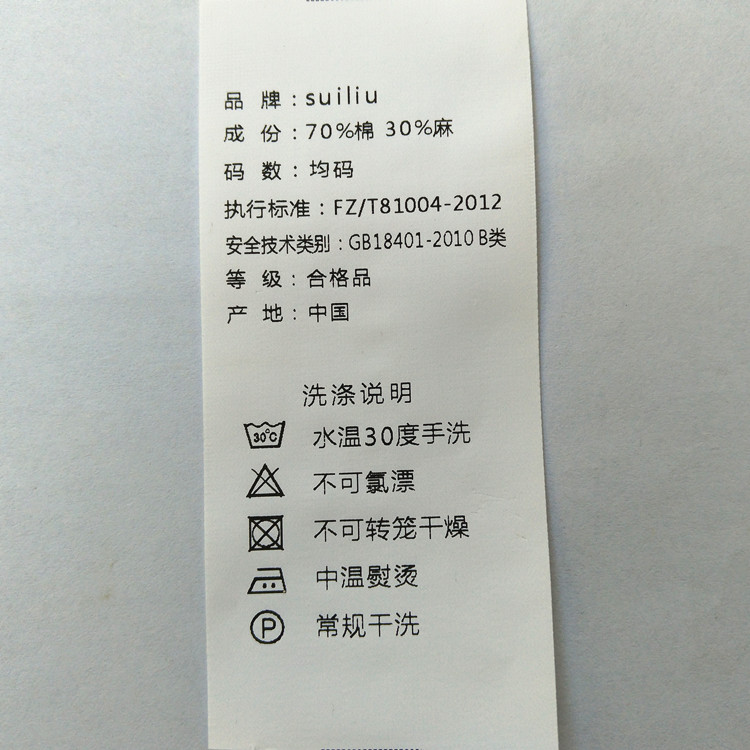 品 牌：suiliu
成 份：70%棉 30%麻
码 数：均码
执行标准：FZ/T81004-2012
安全技术类别：GB18401-2010 B类
等 级：合格品
产 地：中国
洗涤说明
30℃ 水温30度手洗
不可氯漂
不可转笼干燥
中温熨烫
P 常规干洗